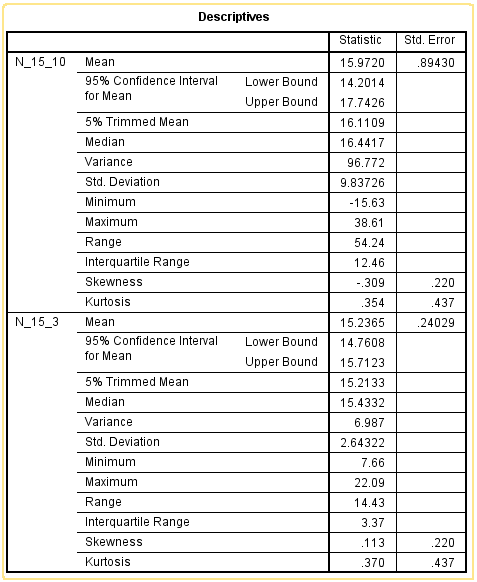 Descriptives
Statistic Std. Error
N_15_10 Mean 15.9720 .89430
95% Confidence Interval Lower Bound 14.2014
for Mean Upper Bound 17.7426
5% Trimmed Mean 16.1109
Median 16.4417
Variance 96.772
Std. Deviation 9.83726
Minimum -15.63
Maximum 38.61
Range 54.24
Interquartile Range 12.46
Skewness -.309 .220
Kurtosis .354 .437
N_15_3 Mean 15.2365 .24029
95% Confidence Interval Lower Bound 14.7608
for Mean Upper Bound 15.7123
5% Trimmed Mean 15.2133
Median 15.4332
Variance 6.987
Std. Deviation 2.64322
Minimum 7.66
Maximum 22.09
Range 14.43
Interquartile Range 3.37
Skewness .113 .220
Kurtosis .370 .437